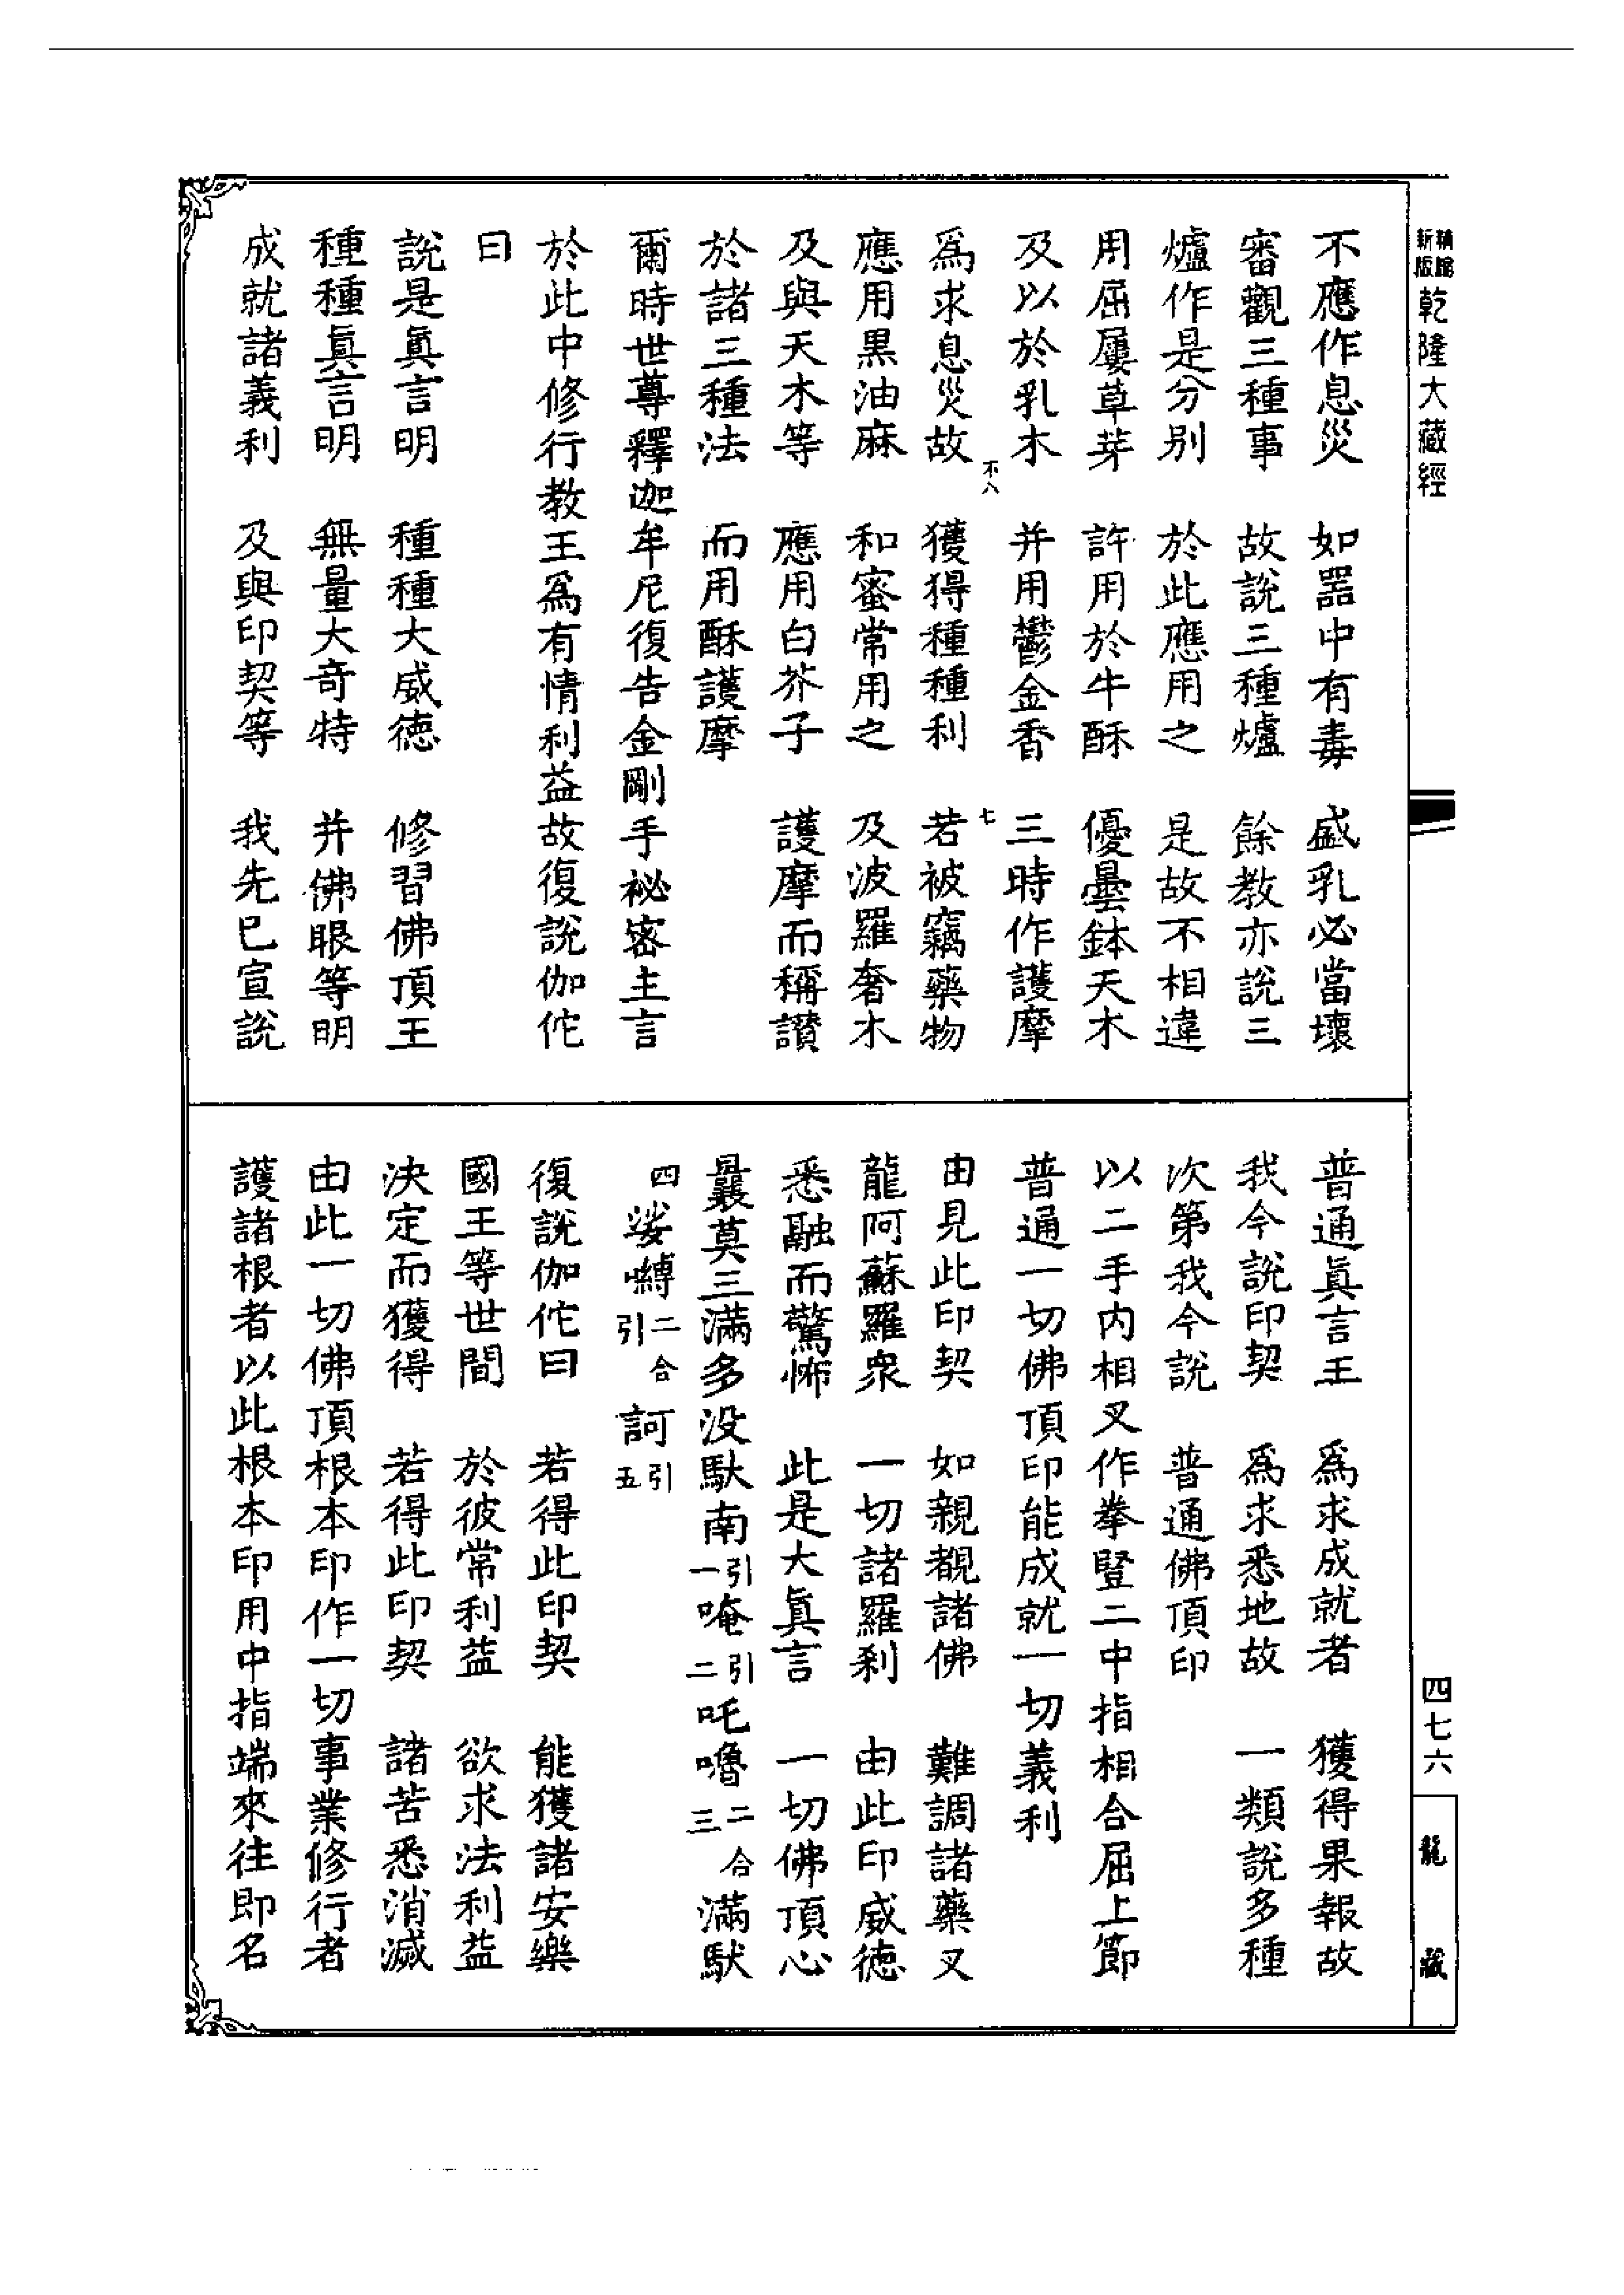 新版
精縮
乾隆大藏經
不應作息災　如器中有毒　盛乳必當壞
審觀三種事　故說三種爐　餘教亦說三
爐作是分别　於此應用之　是故不相違
用屈屢草芽　許用於牛酥　優曇鉢天木
及以於乳木　并用鬱金香　三時作護摩
不八　七
爲求息災故　獲得種種利　若被竊藥物
應用黑油麻　和蜜常用之　及波羅奢木
及與天木等　應用白芥子　護摩而稱讚
於諸三種法　而用酥護摩
爾時世尊釋迦牟尼復告金剛手祕密主言
於此中修行教王爲有情利益故復說伽佗
曰
說是眞言明　種種大威德　修習佛頂王
種種眞言明　無量大奇特　并佛眼等明
成就諸義利　及與印契等　我先已宣說
普通眞言王　爲求成就者　獲得果報故
我今說印契　爲求悉地故　一類說多種
次第我今說　普通佛頂印
以二手内相叉作拳豎二中指相合屈上節
普通一切佛頂印能成就一切義利
由見此印契　如親覩諸佛　難調諸藥叉
龍阿蘇羅衆　一切諸羅刹　由此印威德
悉融而驚怖　此是大眞言　一切佛頂心
曩莫三滿多没馱南引一唵引二吒嚕二合三滿馱
四娑嚩二合引訶引五
復說伽佗曰　若得此印契　能獲諸安樂
國王等世間　於彼常利益　欲求法利益
決定而獲得　若得此印契　諸苦悉消滅
由此一切佛頂根本印作一切事業修行者
護諸根者以此根本印用中指端來往即名
四七六
龍藏